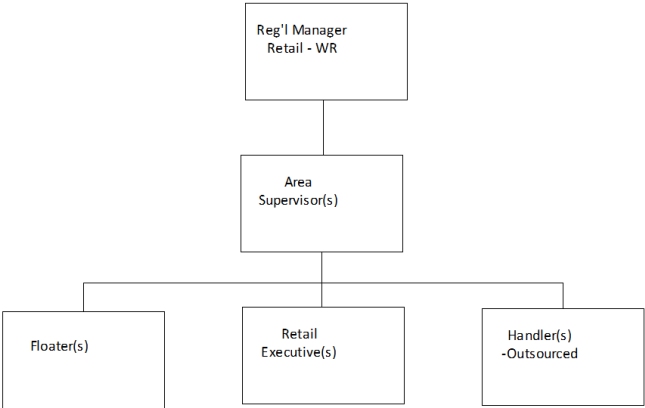 Reg'l Manager
Retail - WR
Area
Supervisor(s)
Floater(s)
Retail
Executive(s)
Handler(s)
-Outsourced